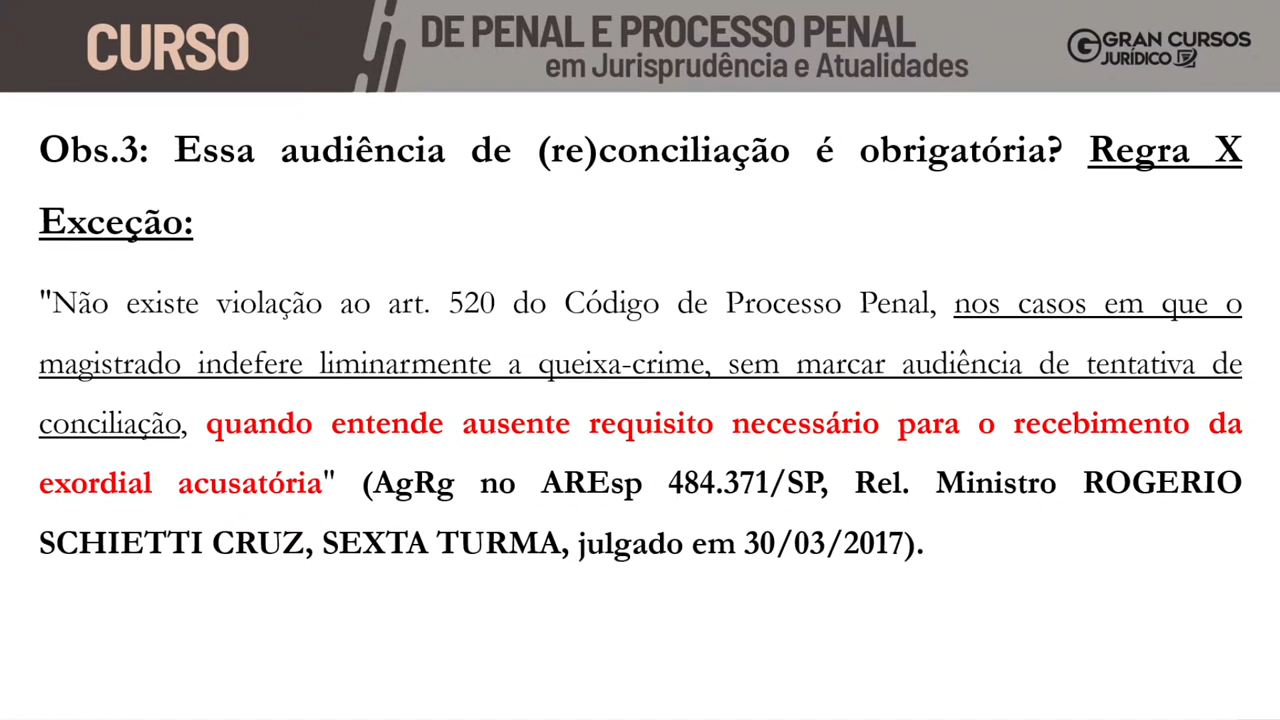 CURSO
DE PENAL E PROCESSO PENAL
em Jurisprudência e Atualidades
GRAN CURSOS
JURÍDICO
Obs.3: Essa audiência de (re)conciliação é obrigatória? Regra X
Exceção:
"Não existe violação ao art. 520 do Código de Processo Penal, nos casos em que o
magistrado indefere liminarmente a queixa-crime, sem marcar audiência de tentativa de
conciliação, quando entende ausente requisito necessário para o recebimento da
exordial acusatória" (AgRg no AREsp 484.371/SP, Rel. Ministro ROGERIO
SCHIETTI CRUZ, SEXTA TURMA, julgado em 30/03/2017).